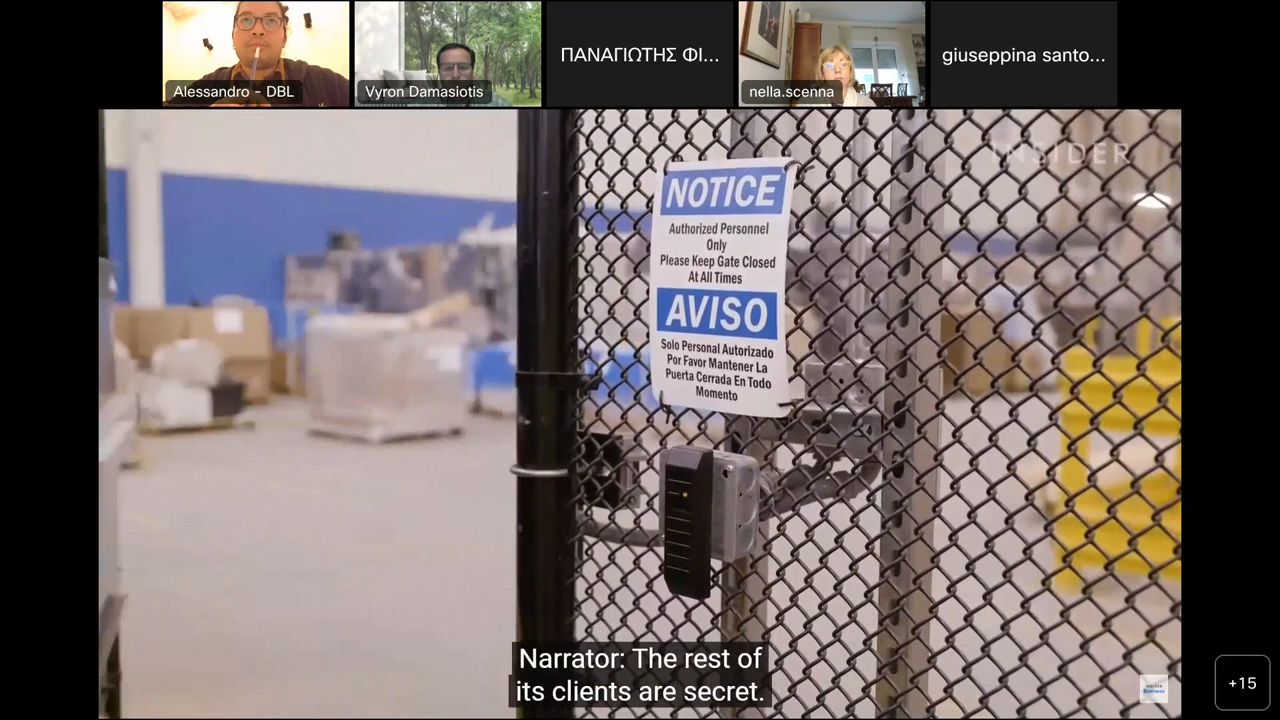 Alessandro - DBL
Vyron Damasiotis
ΠΑΝΑΓΙΩΤΗΣ ΦΙ...
nella.scenna
giuseppina santo...
INSIDER
NOTICE
Authorized Personnel
Only
Please Keep Gate Closed
At All Times
AVISO
Solo Personal Autorizado
Por Favor Mantener La
Puerta Cerrada En Todo
Momento
Narrator: The rest of
its clients are secret.
INSIDER
Business
+15